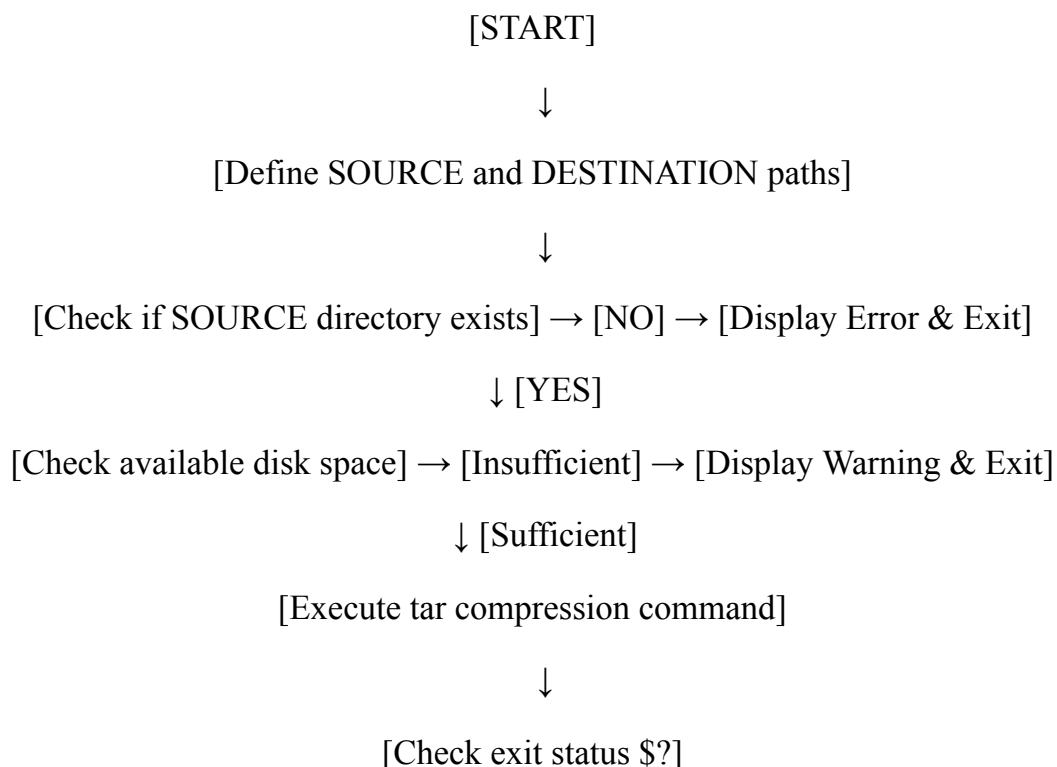 [START]
↓
[Define SOURCE and DESTINATION paths]
↓
[Check if SOURCE directory exists] → [NO] → [Display Error & Exit]
↓ [YES]
[Check available disk space] → [Insufficient] → [Display Warning & Exit]
↓ [Sufficient]
[Execute tar compression command]
↓
[Check exit status $?]